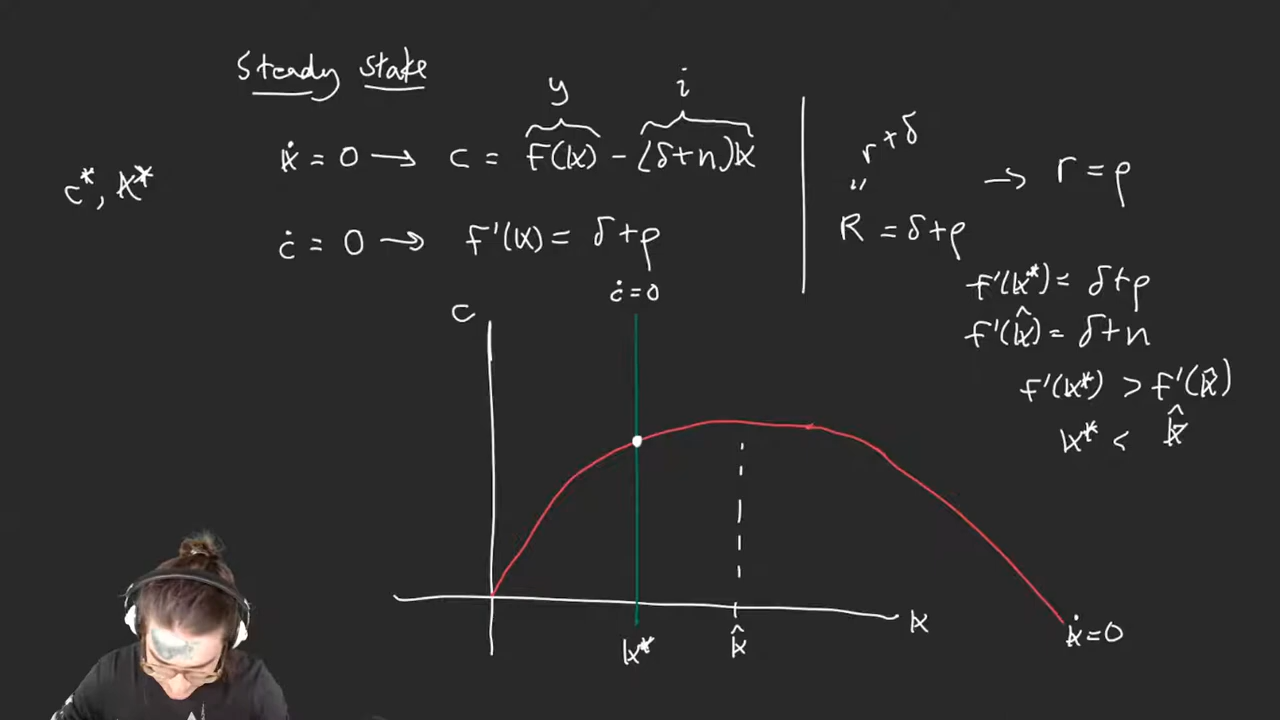 Steady State
y
i
k̇ = 0 → c = F(k) - (δ+n)k
c*, k*
ċ = 0 → f'(k) = δ+ρ
r+δ
"
R = δ+ρ
→ r = ρ
f'(k*) = δ+ρ
f'(k̂) = δ+n
f'(k*) > f'(k̂)
k* < k̂
ċ=0
c
k
k*
k̂
k̇=0